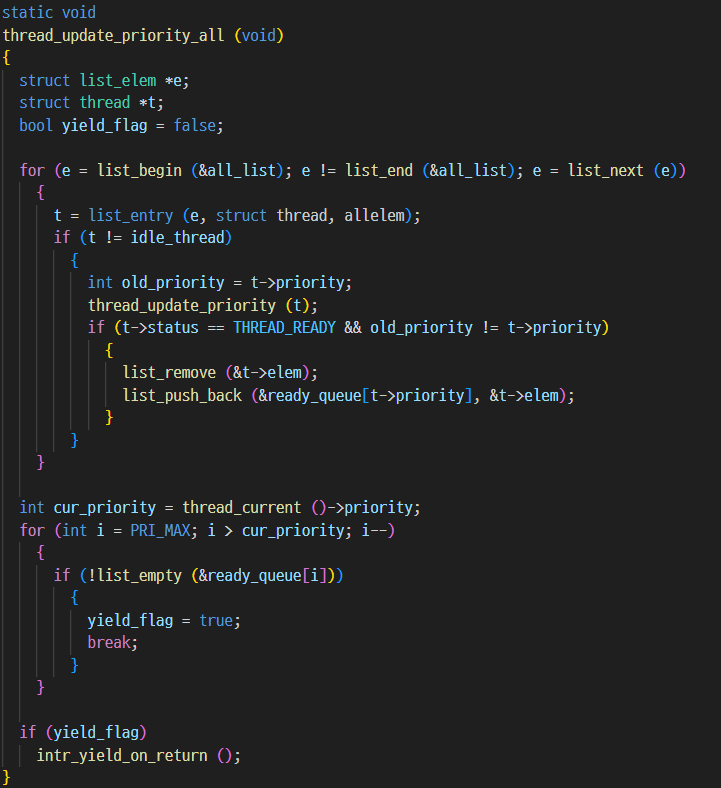 static void
thread_update_priority_all (void)
{
  struct list_elem *e;
  struct thread *t;
  bool yield_flag = false;

  for (e = list_begin (&all_list); e != list_end (&all_list); e = list_next (e))
    {
      t = list_entry (e, struct thread, allelem);
      if (t != idle_thread)
        {
          int old_priority = t->priority;
          thread_update_priority (t);
          if (t->status == THREAD_READY && old_priority != t->priority)
            {
              list_remove (&t->elem);
              list_push_back (&ready_queue[t->priority], &t->elem);
            }
        }
    }

  int cur_priority = thread_current ()->priority;
  for (int i = PRI_MAX; i > cur_priority; i--)
    {
      if (!list_empty (&ready_queue[i]))
        {
          yield_flag = true;
          break;
        }
    }

  if (yield_flag)
    intr_yield_on_return ();
}